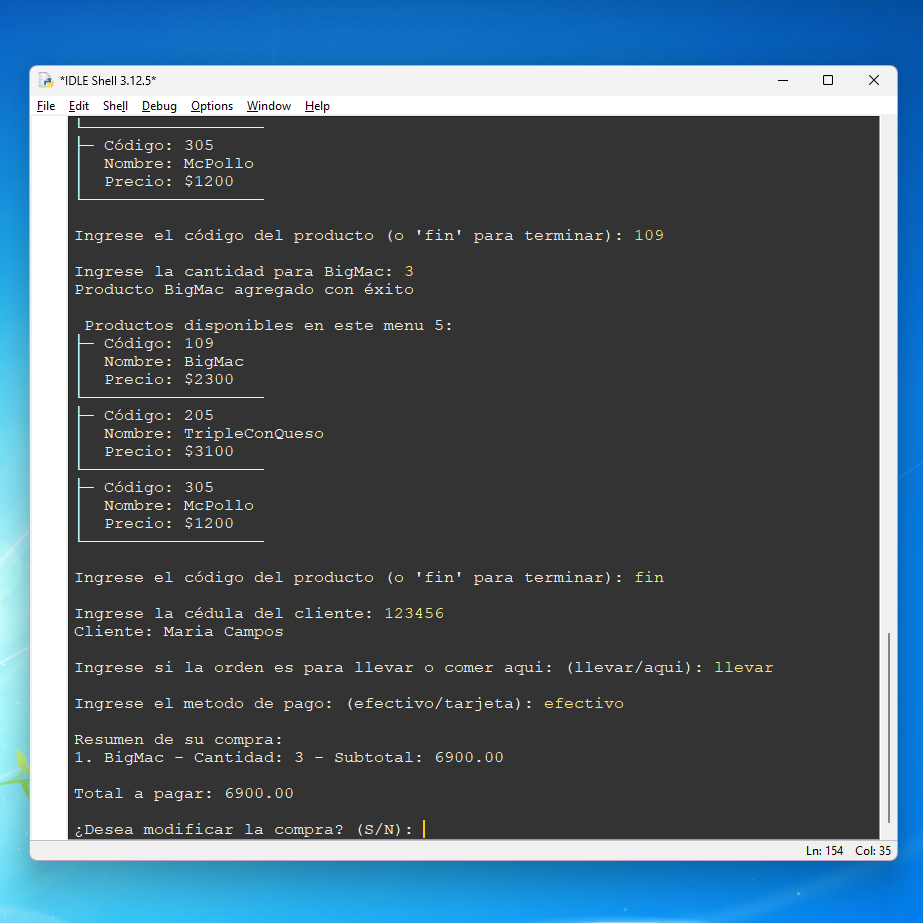 *IDLE Shell 3.12.5*
File Edit Shell Debug Options Window Help
Código: 305
Nombre: McPollo
Precio: $1200
Ingrese el código del producto (o 'fin' para terminar): 109
Ingrese la cantidad para BigMac: 3
Producto BigMac agregado con éxito
Productos disponibles en este menu 5:
Código: 109
Nombre: BigMac
Precio: $2300
Código: 205
Nombre: TripleConQueso
Precio: $3100
Código: 305
Nombre: McPollo
Precio: $1200
Ingrese el código del producto (o 'fin' para terminar): fin
Ingrese la cédula del cliente: 123456
Cliente: Maria Campos
Ingrese si la orden es para llevar o comer aqui: (llevar/aqui): llevar
Ingrese el metodo de pago: (efectivo/tarjeta): efectivo
Resumen de su compra:
1. BigMac - Cantidad: 3 - Subtotal: 6900.00
Total a pagar: 6900.00
¿Desea modificar la compra? (S/N):
Ln: 154 Col: 35